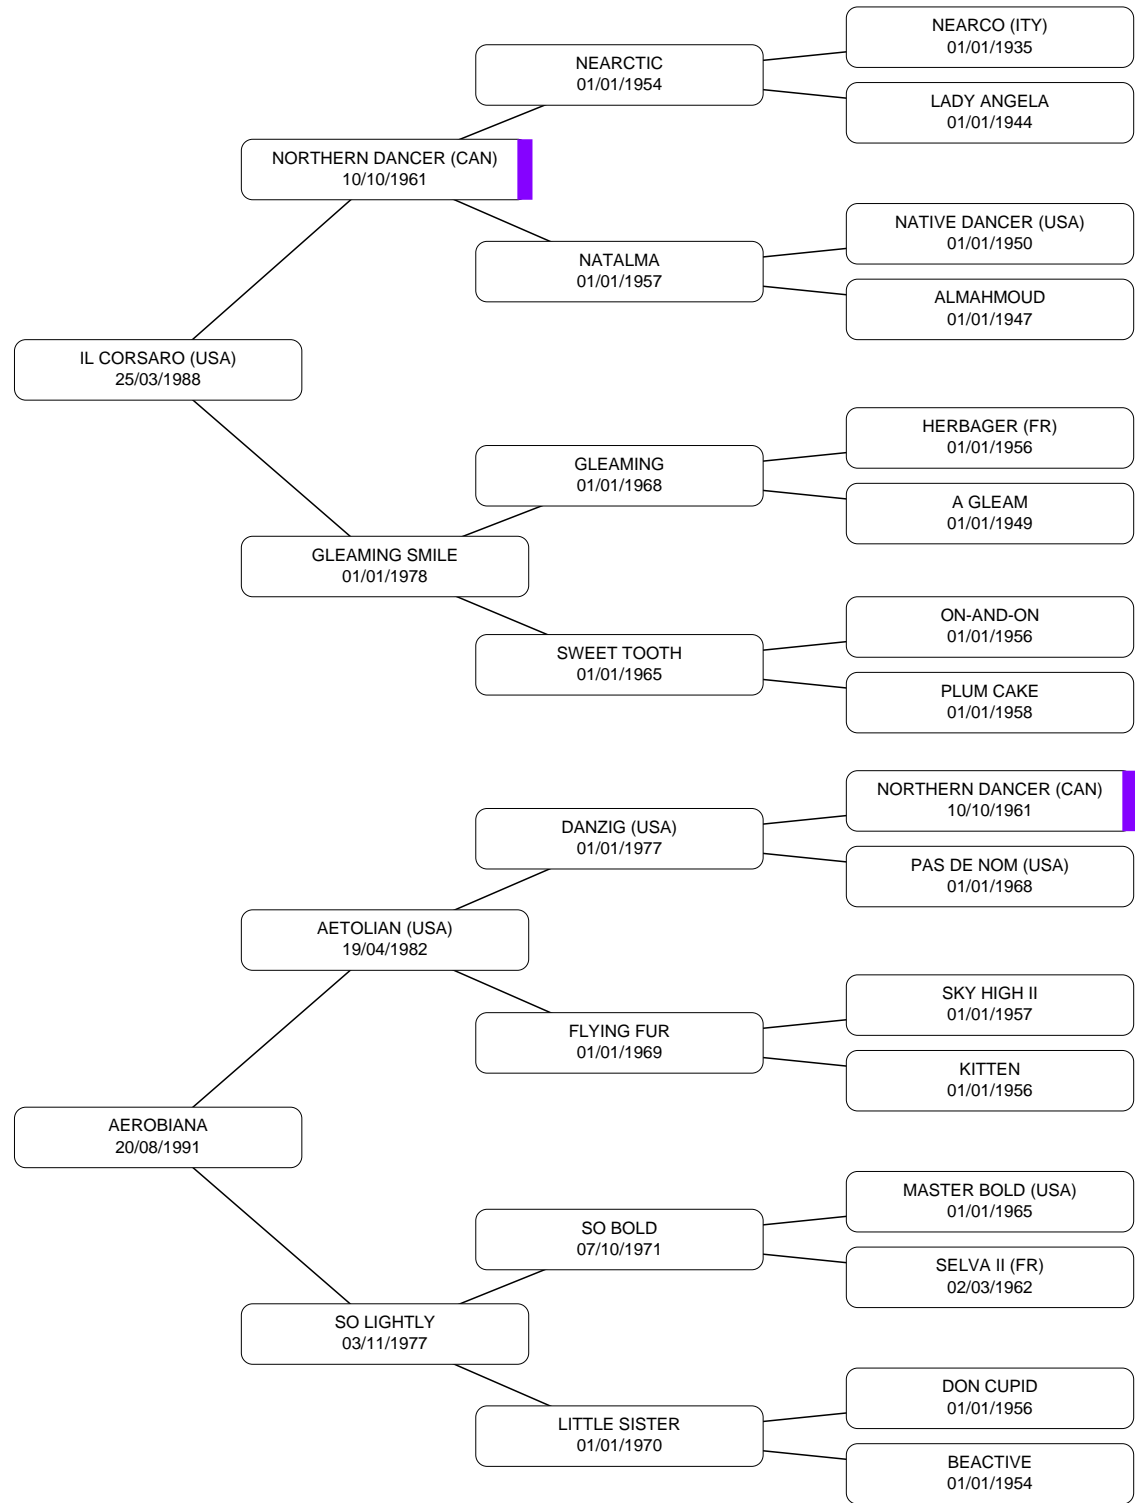 NEARCO (ITY)
01/01/1935
NEARCTIC
01/01/1954
LADY ANGELA
01/01/1944
NORTHERN DANCER (CAN)
10/10/1961
NATIVE DANCER (USA)
01/01/1950
NATALMA
01/01/1957
ALMAHMOUD
01/01/1947
IL CORSARO (USA)
25/03/1988
HERBAGER (FR)
01/01/1956
GLEAMING
01/01/1968
A GLEAM
01/01/1949
GLEAMING SMILE
01/01/1978
ON-AND-ON
01/01/1956
SWEET TOOTH
01/01/1965
PLUM CAKE
01/01/1958
NORTHERN DANCER (CAN)
10/10/1961
DANZIG (USA)
01/01/1977
PAS DE NOM (USA)
01/01/1968
AETOLIAN (USA)
19/04/1982
SKY HIGH II
01/01/1957
FLYING FUR
01/01/1969
KITTEN
01/01/1956
AEROBIANA
20/08/1991
MASTER BOLD (USA)
01/01/1965
SO BOLD
07/10/1971
SELVA II (FR)
02/03/1962
SO LIGHTLY
03/11/1977
DON CUPID
01/01/1956
LITTLE SISTER
01/01/1970
BEACTIVE
01/01/1954